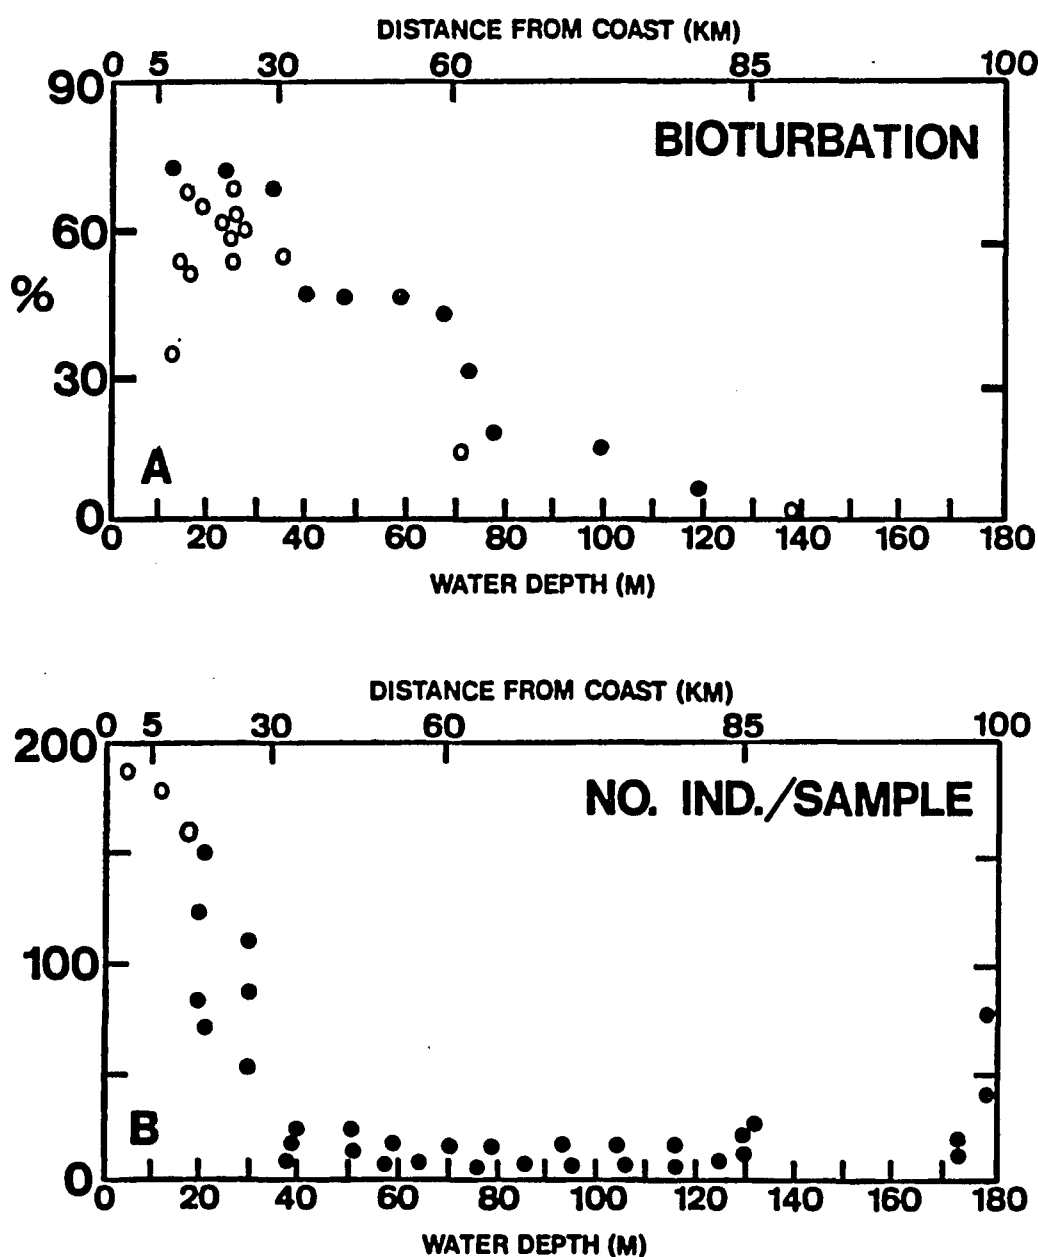 DISTANCE FROM COAST (KM)
0 5 30 60 85 100
90
BIOTURBATION
60
%
30
A
0
0 20 40 60 80 100 120 140 160 180
WATER DEPTH (M)
DISTANCE FROM COAST (KM)
0 5 30 60 85 100
200
NO. IND./SAMPLE
100
B
0
0 20 40 60 80 100 120 140 160 180
WATER DEPTH (M)